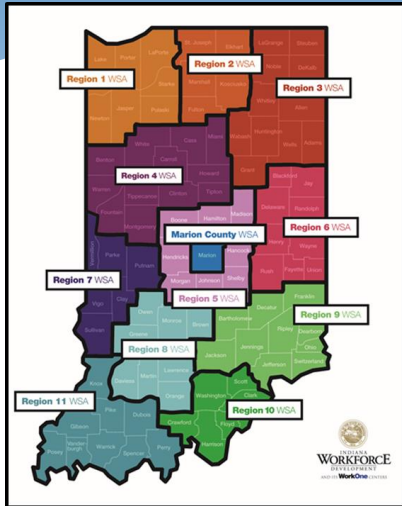 St. Joseph Elkhart LaGrange Steuben
Lake Porter LaPorte
Region 2 WSA
Noble DeKalb
Region 1 WSA
Marshall Kosciusko
Starke
Region 3 WSA
Jasper Pulaski Fulton
Whitley Allen
Newton
Miami Wabash Huntington
White Cass
Wells Adams
Benton Carroll
Grant
Region 4 WSA
Howard
Blackford Jay
Warren Tippecanoe Clinton Tipton
Fountain
Delaware Randolph
Montgomery Boone Hamilton Madison
Marion County WSA
Region 6 WSA
Henry Wayne
Hendricks Marion Hancock
Parke Putnam
Rush Fayette Union
Region 7 WSA
Morgan Johnson Shelby
Region 5 WSA
Vigo Clay
Franklin
Owen Monroe Brown
Bartholomew Decatur
Region 9 WSA
Sullivan Greene
Ripley Dearborn
Region 8 WSA
Jennings Ohio
Jackson Jefferson Switzerland
Daviess Martin Lawrence
Knox
Scott
Orange Washington Clark
Region 11 WSA
Region 10 WSA
Pike Dubois
Gibson
Crawford Floyd
Harrison
Posey Vander-
burgh Warrick Spencer Perry
INDIANA
WORKFORCE
DEVELOPMENT
AND ITS WorkOne CENTERS